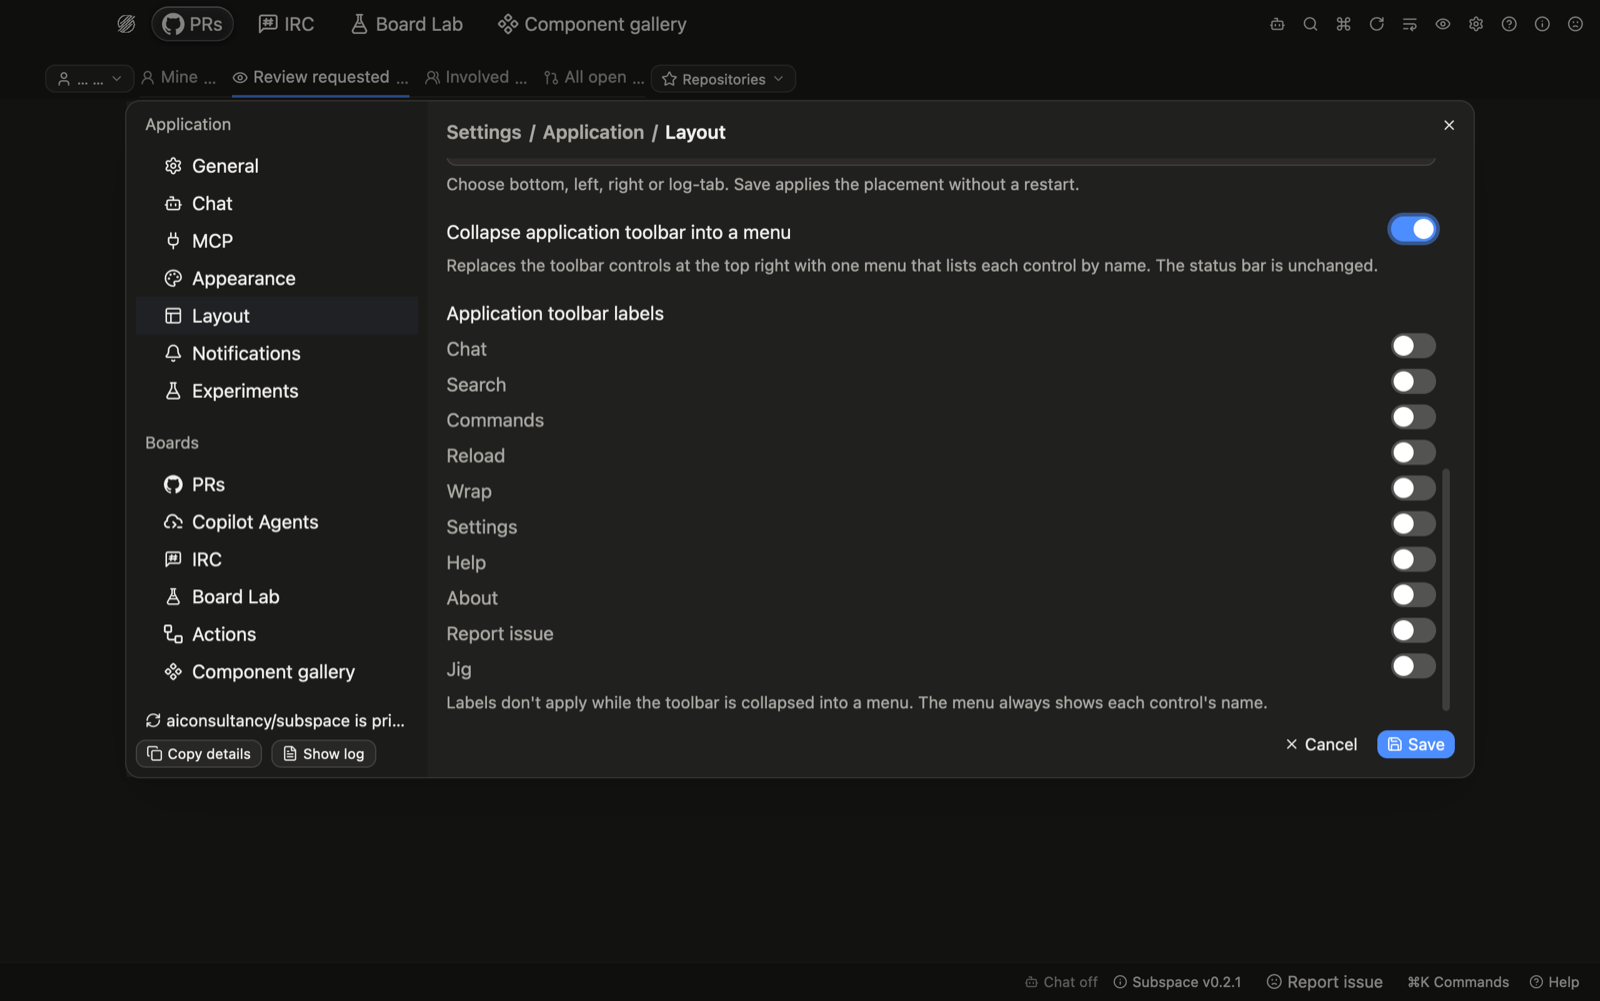 PRs
IRC
Board Lab
Component gallery
... ...
Mine ...
Review requested ...
Involved ...
All open ...
Repositories
Application
General
Chat
MCP
Appearance
Layout
Notifications
Experiments
Boards
PRs
Copilot Agents
IRC
Board Lab
Actions
Component gallery
aiconsultancy/subspace is pri...
Copy details
Show log
Settings / Application / Layout
Choose bottom, left, right or log-tab. Save applies the placement without a restart.
Collapse application toolbar into a menu
Replaces the toolbar controls at the top right with one menu that lists each control by name. The status bar is unchanged.
Application toolbar labels
Chat
Search
Commands
Reload
Wrap
Settings
Help
About
Report issue
Jig
Labels don't apply while the toolbar is collapsed into a menu. The menu always shows each control's name.
Cancel
Save
Chat off
Subspace v0.2.1
Report issue
⌘K Commands
Help